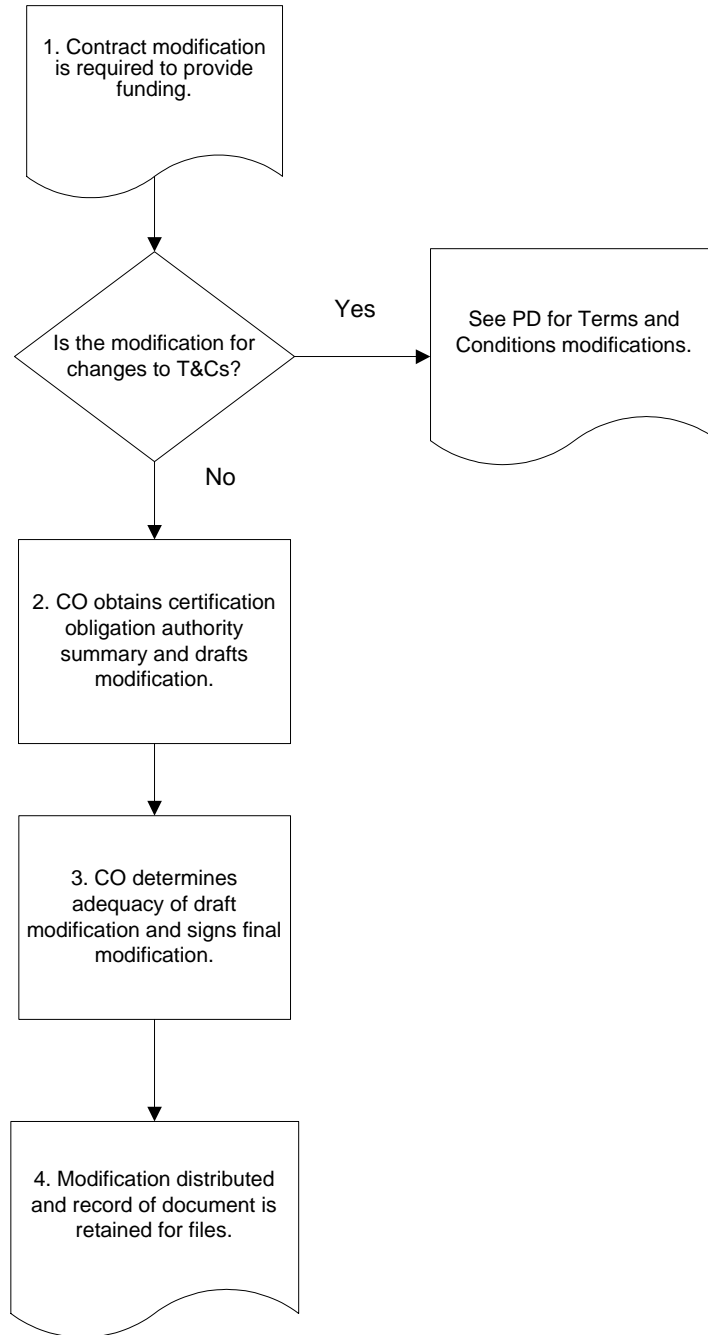 1. Contract modification
is required to provide
funding.
Is the modification for
changes to T&Cs?
Yes
See PD for Terms and
Conditions modifications.
No
2. CO obtains certification
obligation authority
summary and drafts
modification.
3. CO determines
adequacy of draft
modification and signs final
modification.
4. Modification distributed
and record of document is
retained for files.